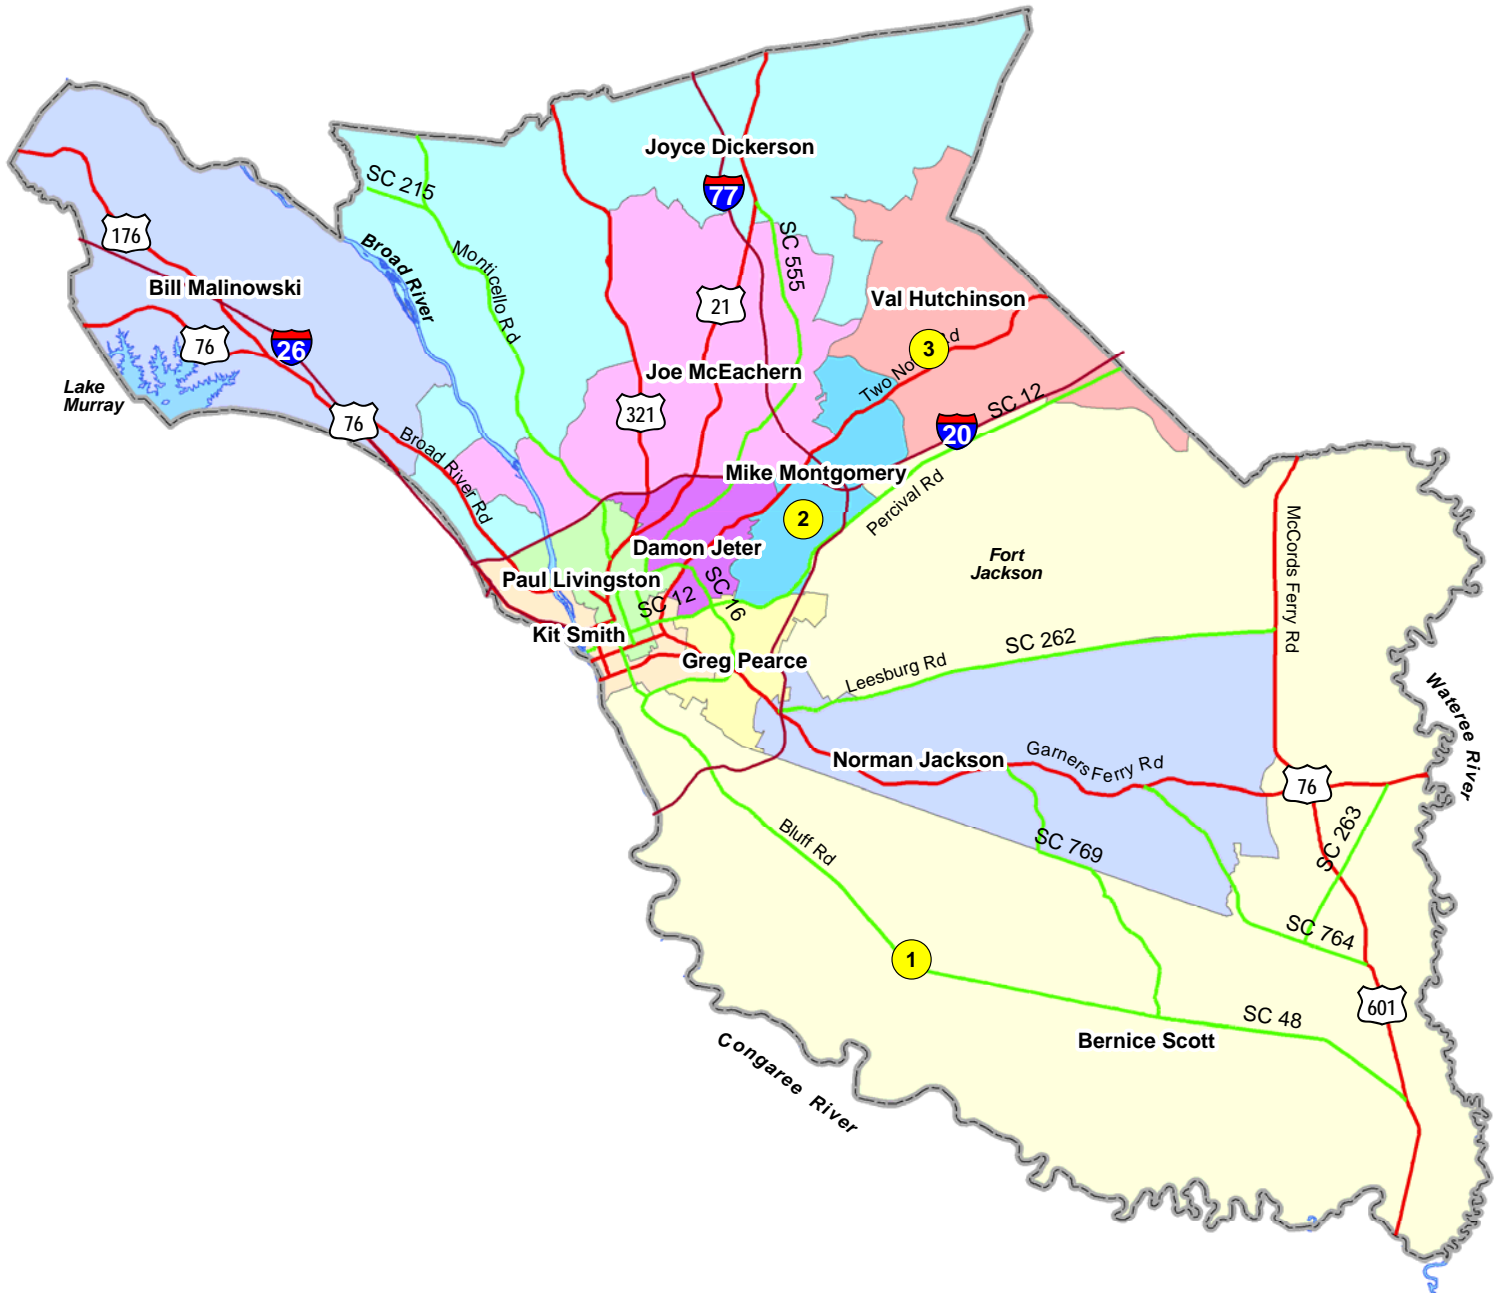 Joyce Dickerson
SC 215
77
176
Broad River
Monticello Rd
SC 555
Bill Malinowski
21
Val Hutchinson
76
26
3
Joe McEachern
Lake
Murray
321
76
SC 12
20
Broad River Rd
Mike Montgomery
Percival Rd
2
McCords Ferry Rd
Damon Jeter
Fort
Jackson
Paul Livingston
SC 12
SC 16
Kit Smith
SC 262
Greg Pearce
Leesburg Rd
Wateree River
Norman Jackson
Garners Ferry Rd
76
Bluff Rd
SC 769
SC 263
SC 764
1
601
SC 48
Bernice Scott
Congaree River